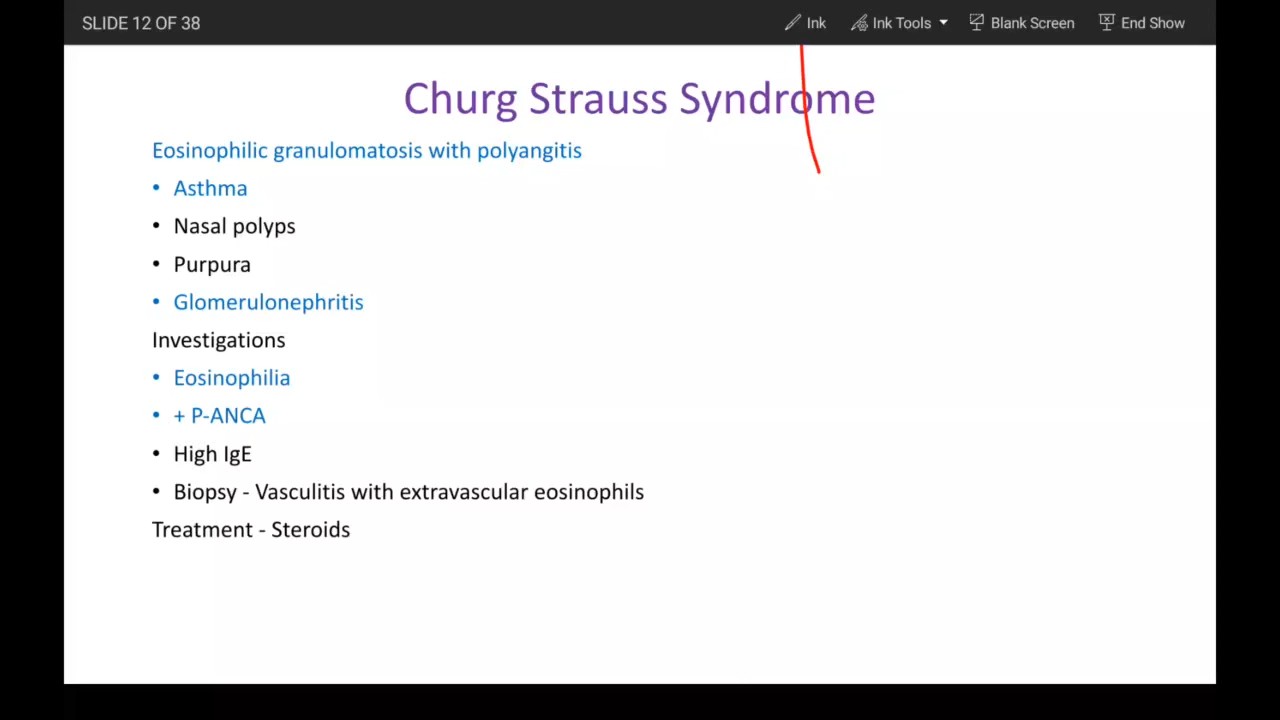 SLIDE 12 OF 38
Ink
Ink Tools
Blank Screen
End Show
Churg Strauss Syndrome
Eosinophilic granulomatosis with polyangitis
• Asthma
• Nasal polyps
• Purpura
• Glomerulonephritis
Investigations
• Eosinophilia
• + P-ANCA
• High IgE
• Biopsy - Vasculitis with extravascular eosinophils
Treatment - Steroids